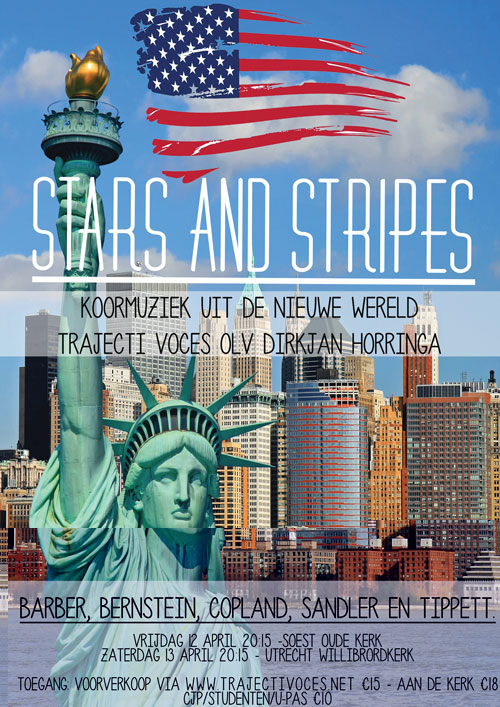 STARS AND STRIPES
KOORMUZIEK UIT DE NIEUWE WERELD
TRAJECTI VOCES OLV DIRKJAN HORRINGA
BARBER, BERNSTEIN, COPLAND, SANDLER EN TIPPETT.
VRIJDAG 12 APRIL 20:15 -SOEST OUDE KERK
ZATERDAG 13 APRIL 20:15 - UTRECHT WILLIBRORDKERK
TOEGANG: VOORVERKOOP VIA WWW.TRAJECTIVOCES.NET €15 - AAN DE KERK €18
CJP/STUDENTEN/U-PAS €10